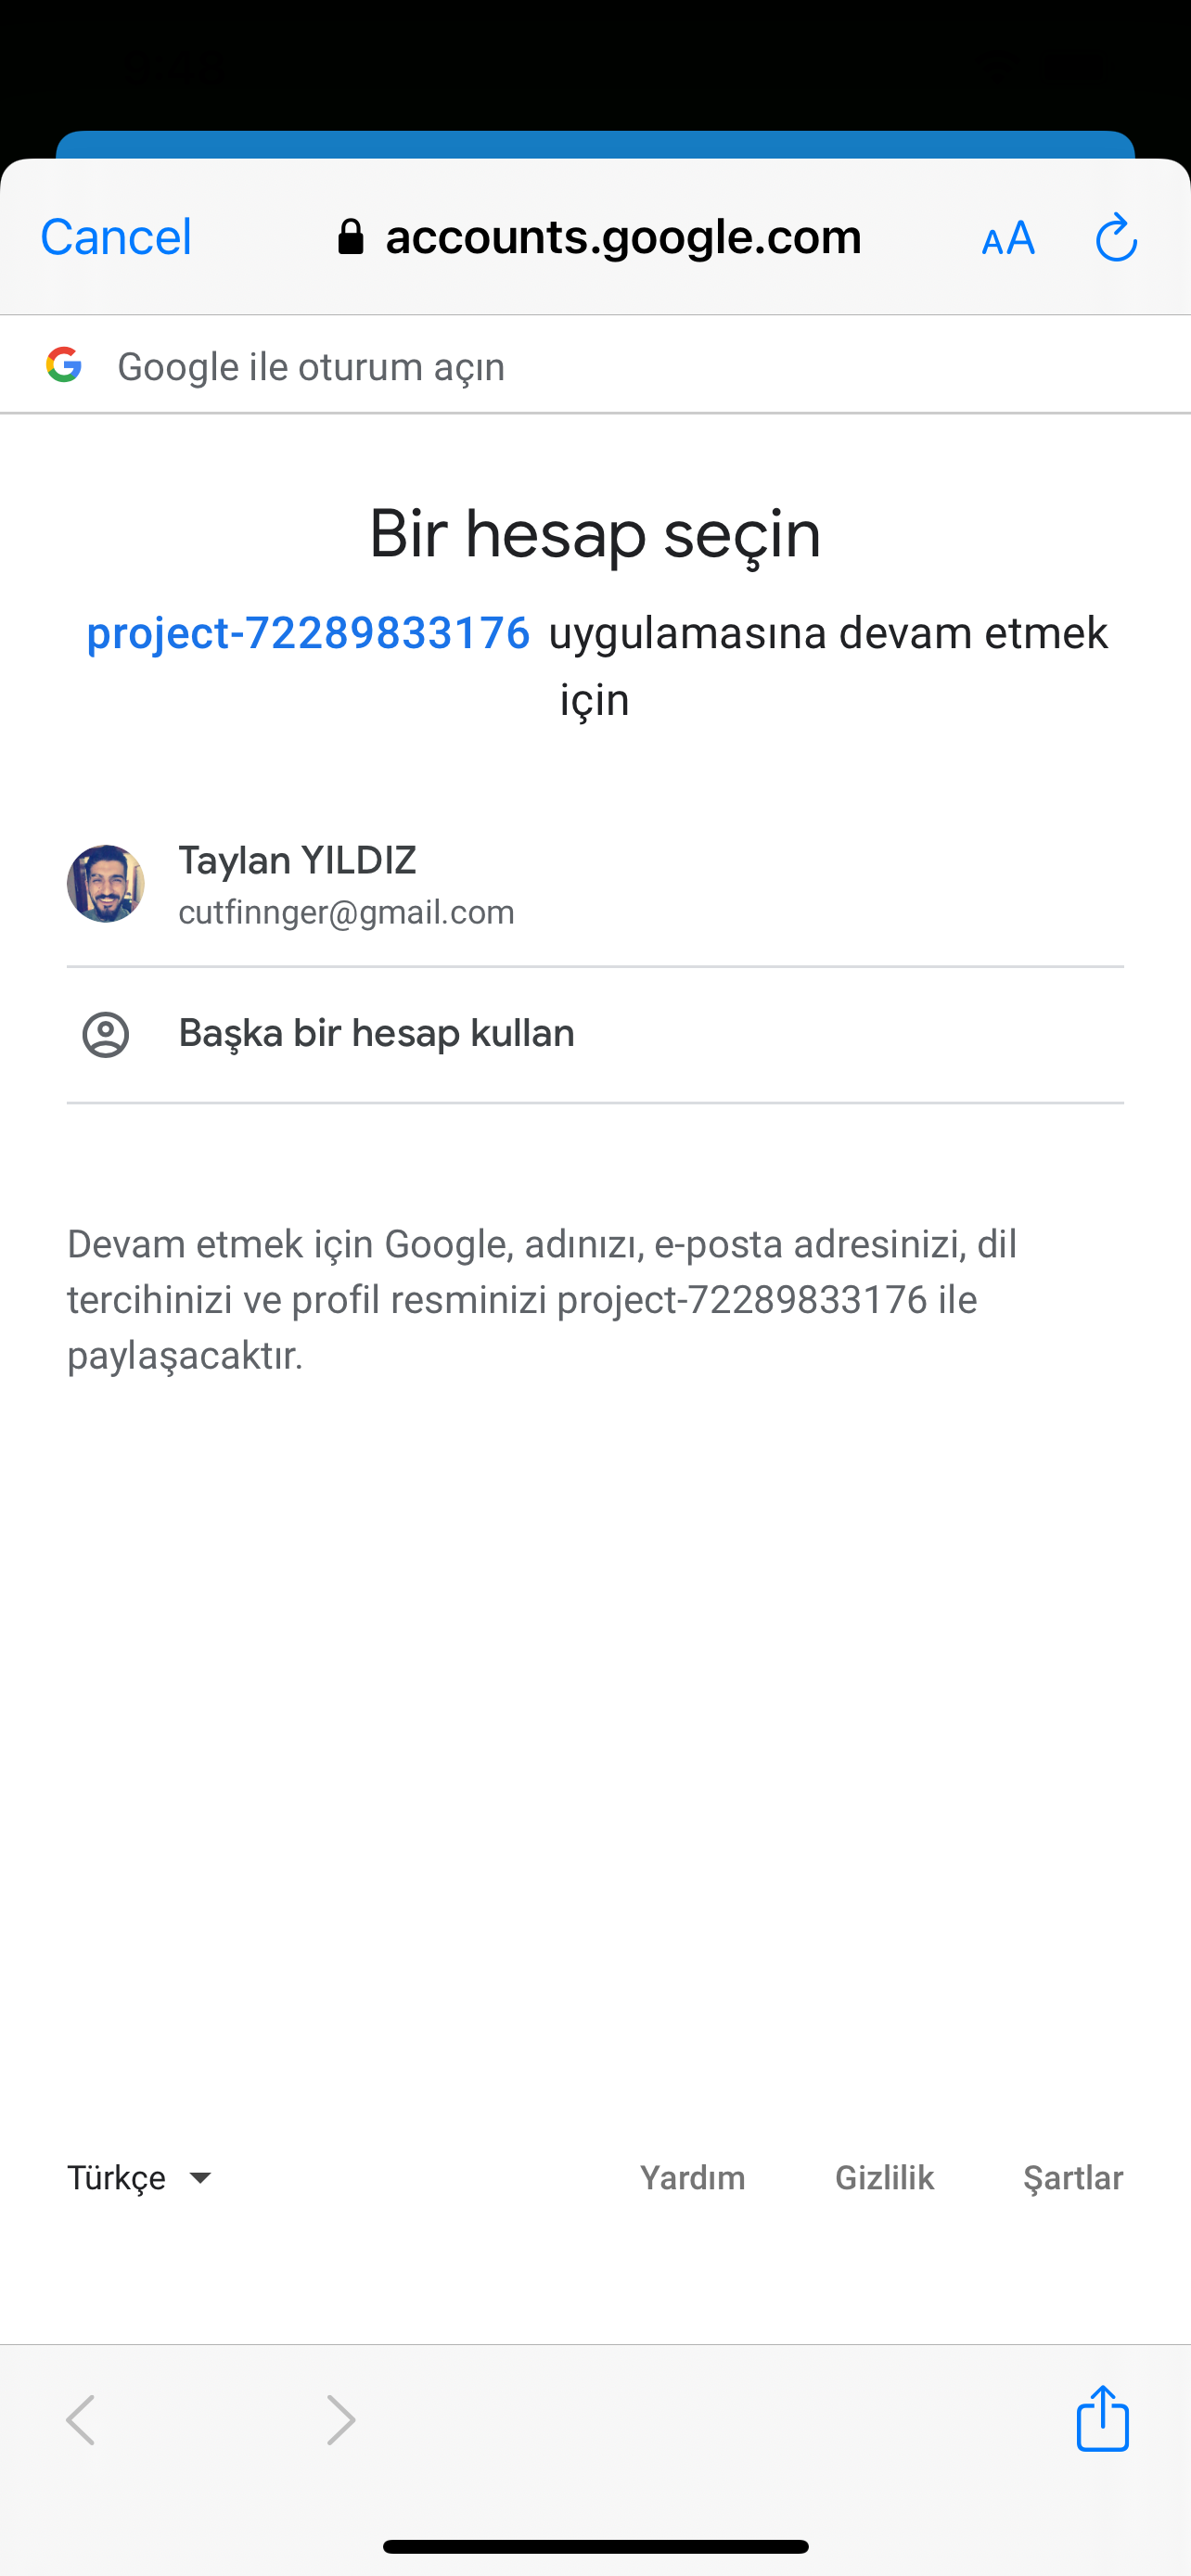 Cancel
accounts.google.com
AA
Google ile oturum açın
Bir hesap seçin
project-72289833176 uygulamasına devam etmek
için
Taylan YILDIZ
cutfinnger@gmail.com
Başka bir hesap kullan
Devam etmek için Google, adınızı, e-posta adresinizi, dil
tercihinizi ve profil resminizi project-72289833176 ile
paylaşacaktır.
Türkçe
Yardım
Gizlilik
Şartlar